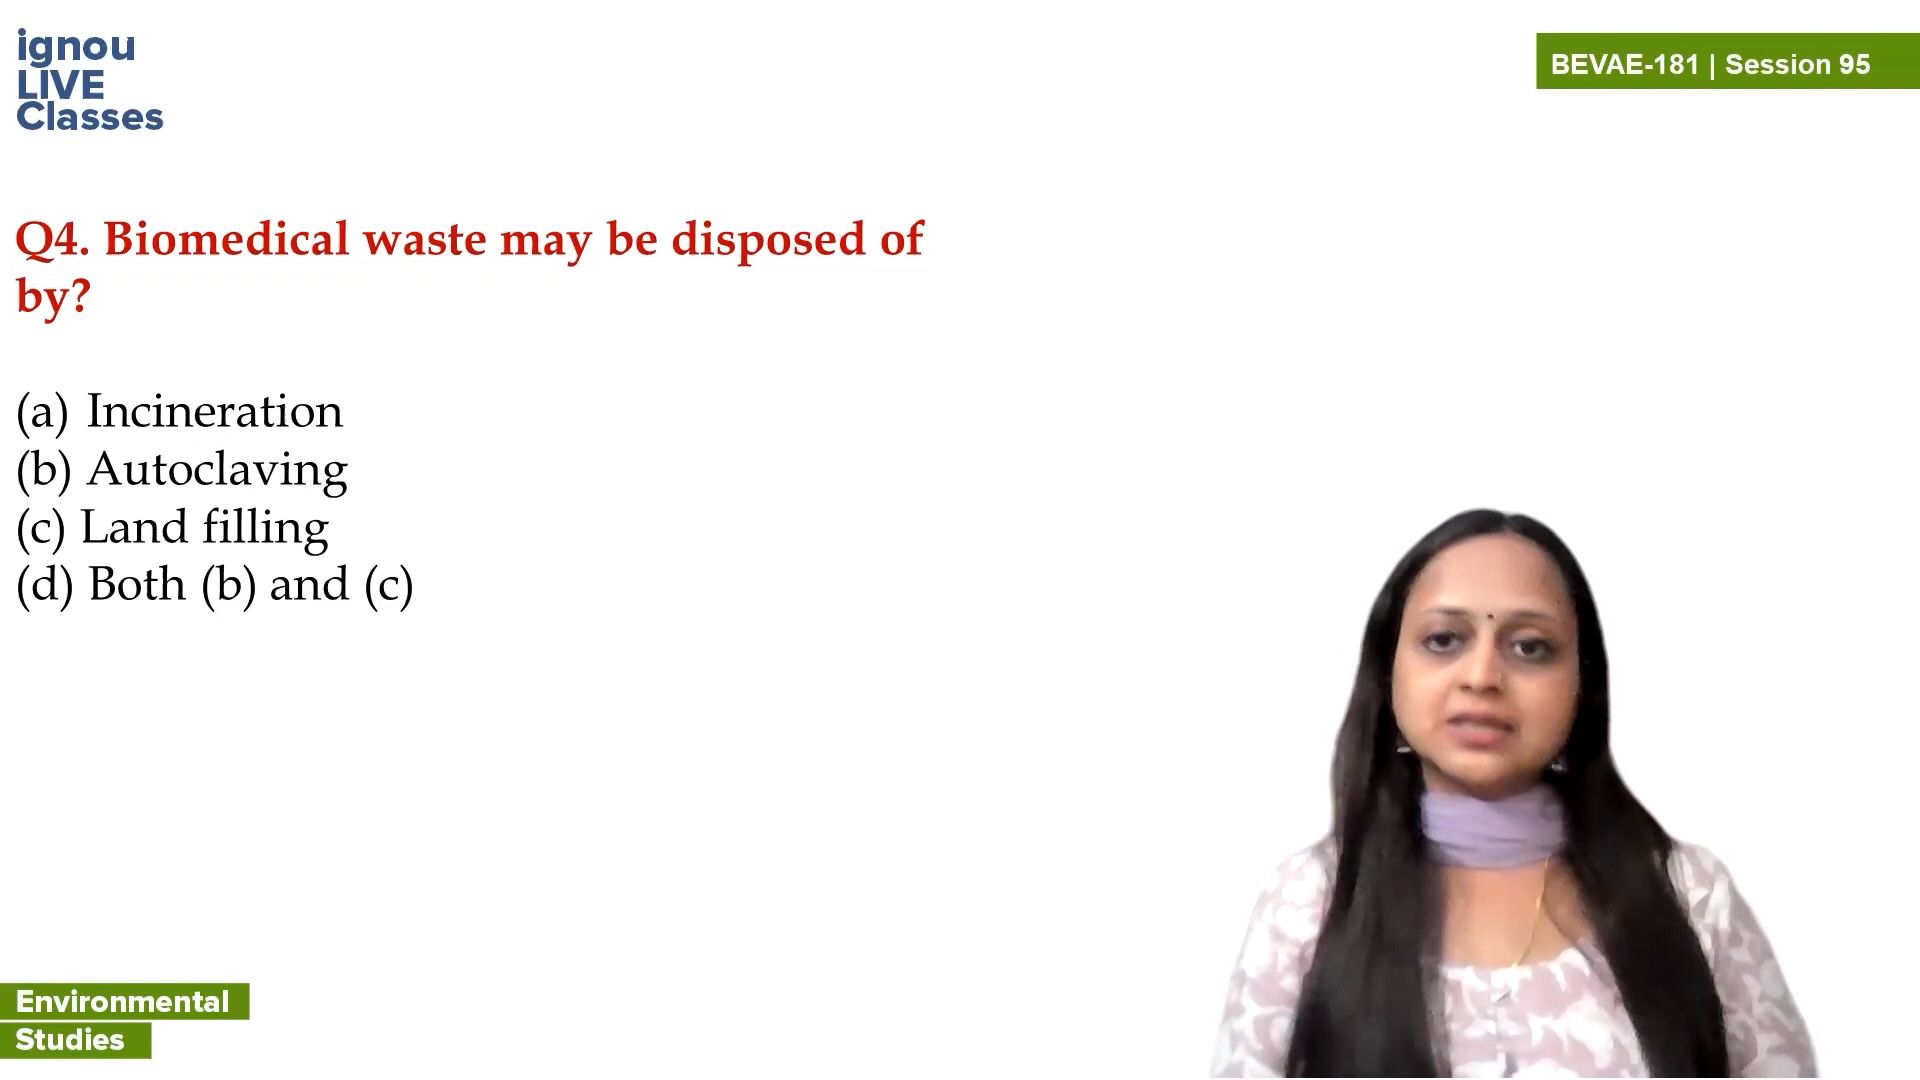 ignou
LIVE
Classes
BEVAE-181 | Session 95
Q4. Biomedical waste may be disposed of
by?
(a) Incineration
(b) Autoclaving
(c) Land filling
(d) Both (b) and (c)
Environmental
Studies